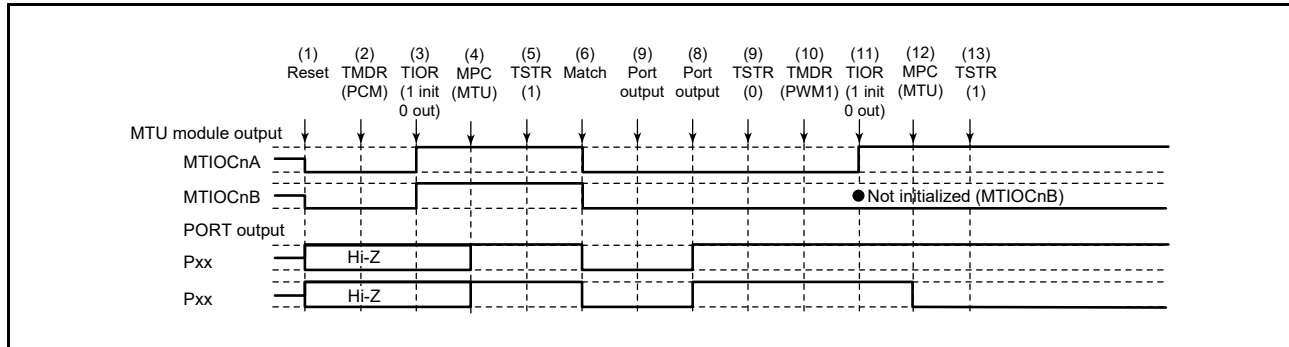 (1) (2) (3) (4) (5) (6) (9) (8) (9) (10) (11) (12) (13)
Reset TMDR TIOR MPC TSTR Match Port Port TSTR TMDR TIOR MPC TSTR
(PCM) (1 init (MTU) (1) output output (0) (PWM1) (1 init (MTU) (1)
0 out) 0 out)
MTU module output
MTIOCnA
MTIOCnB
Not initialized (MTIOCnB)
PORT output
Pxx Hi-Z
Pxx Hi-Z